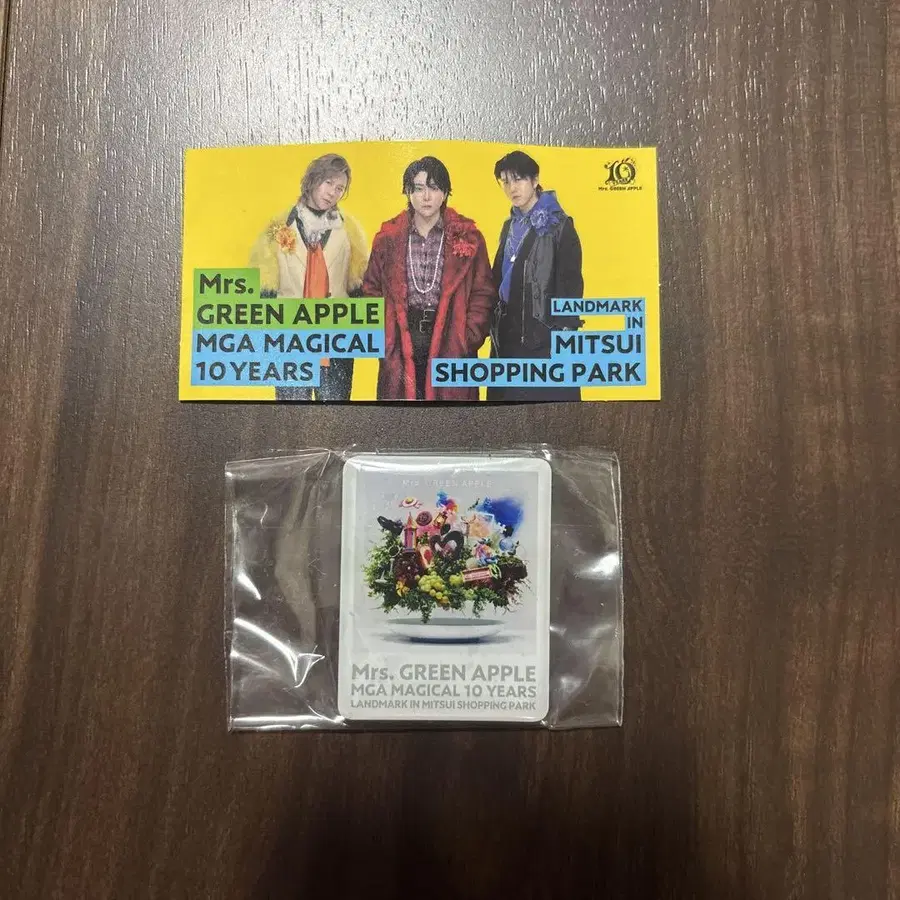 10
Mrs. GREEN APPLE
Mrs.
GREEN APPLE
MGA MAGICAL
10 YEARS
LANDMARK
IN
MITSUI
SHOPPING PARK
Mrs. GREEN APPLE
Mrs. GREEN APPLE
MGA MAGICAL 10 YEARS
LANDMARK IN MITSUI SHOPPING PARK